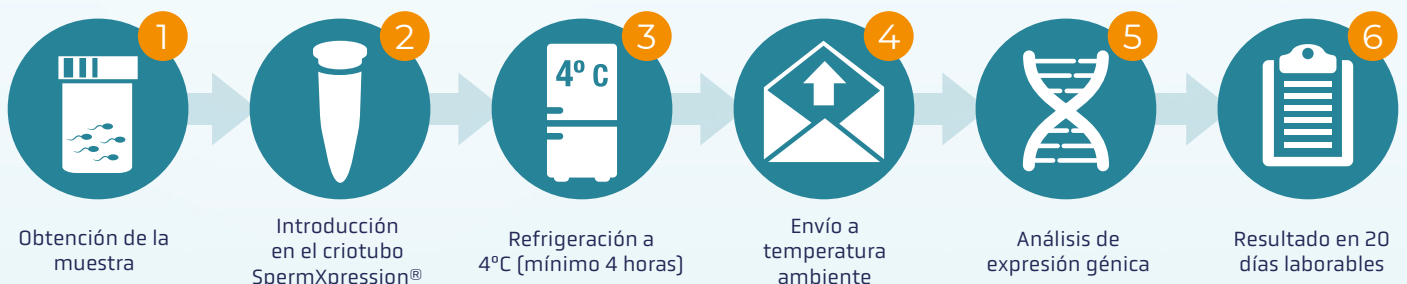 1
2
3
4
5
6
4º C
Obtención de la
muestra
Introducción
en el criotubo
SpermXpression®
Refrigeración a
4ºC (mínimo 4 horas)
Envío a
temperatura
ambiente
Análisis de
expresión génica
Resultado en 20
días laborables